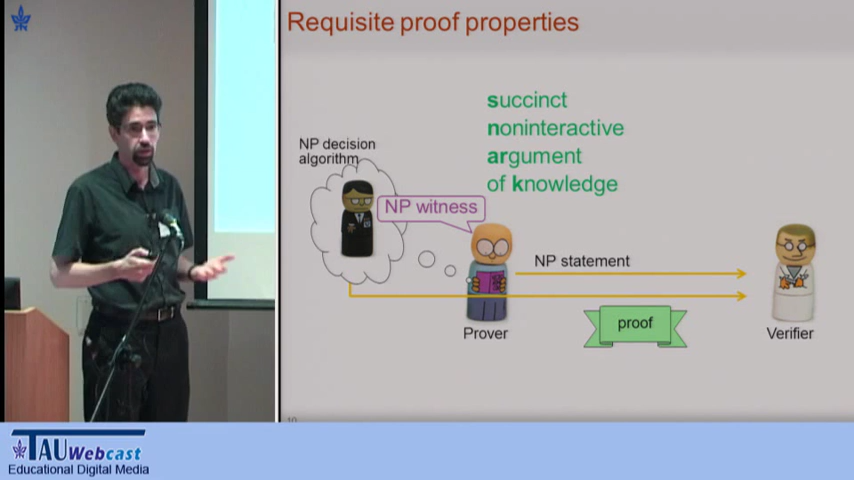 Requisite proof properties
succinct
noninteractive
argument
of knowledge
NP decision
algorithm
NP witness
NP statement
proof
Prover
Verifier
10
TAU Webcast
Educational Digital Media